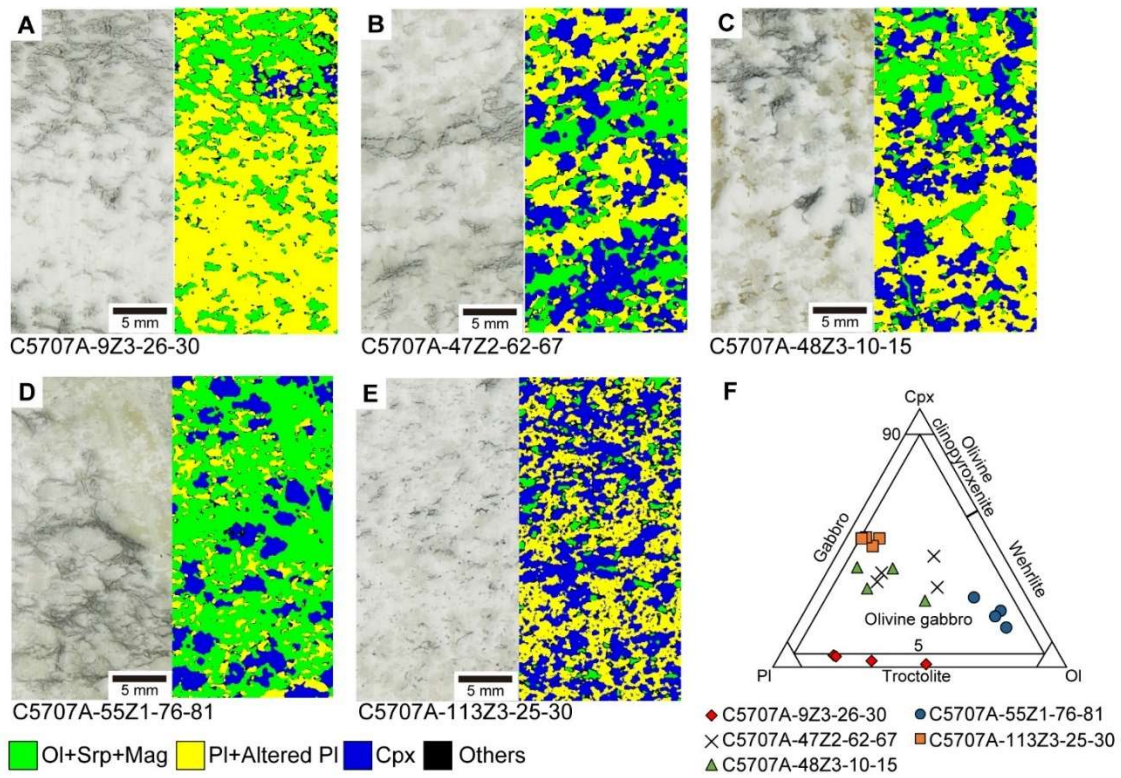 A
B
C
5 mm
5 mm
5 mm
C5707A-9Z3-26-30
C5707A-47Z2-62-67
C5707A-48Z3-10-15
D
E
F
5 mm
5 mm
C5707A-55Z1-76-81
C5707A-113Z3-25-30
Cpx
90
Olivine
clinopyroxenite
Gabbro
Wehrlite
Olivine gabbro
5
Pl
Troctolite
Ol
C5707A-9Z3-26-30
C5707A-55Z1-76-81
C5707A-47Z2-62-67
C5707A-113Z3-25-30
C5707A-48Z3-10-15
Ol+Srp+Mag
Pl+Altered Pl
Cpx
Others